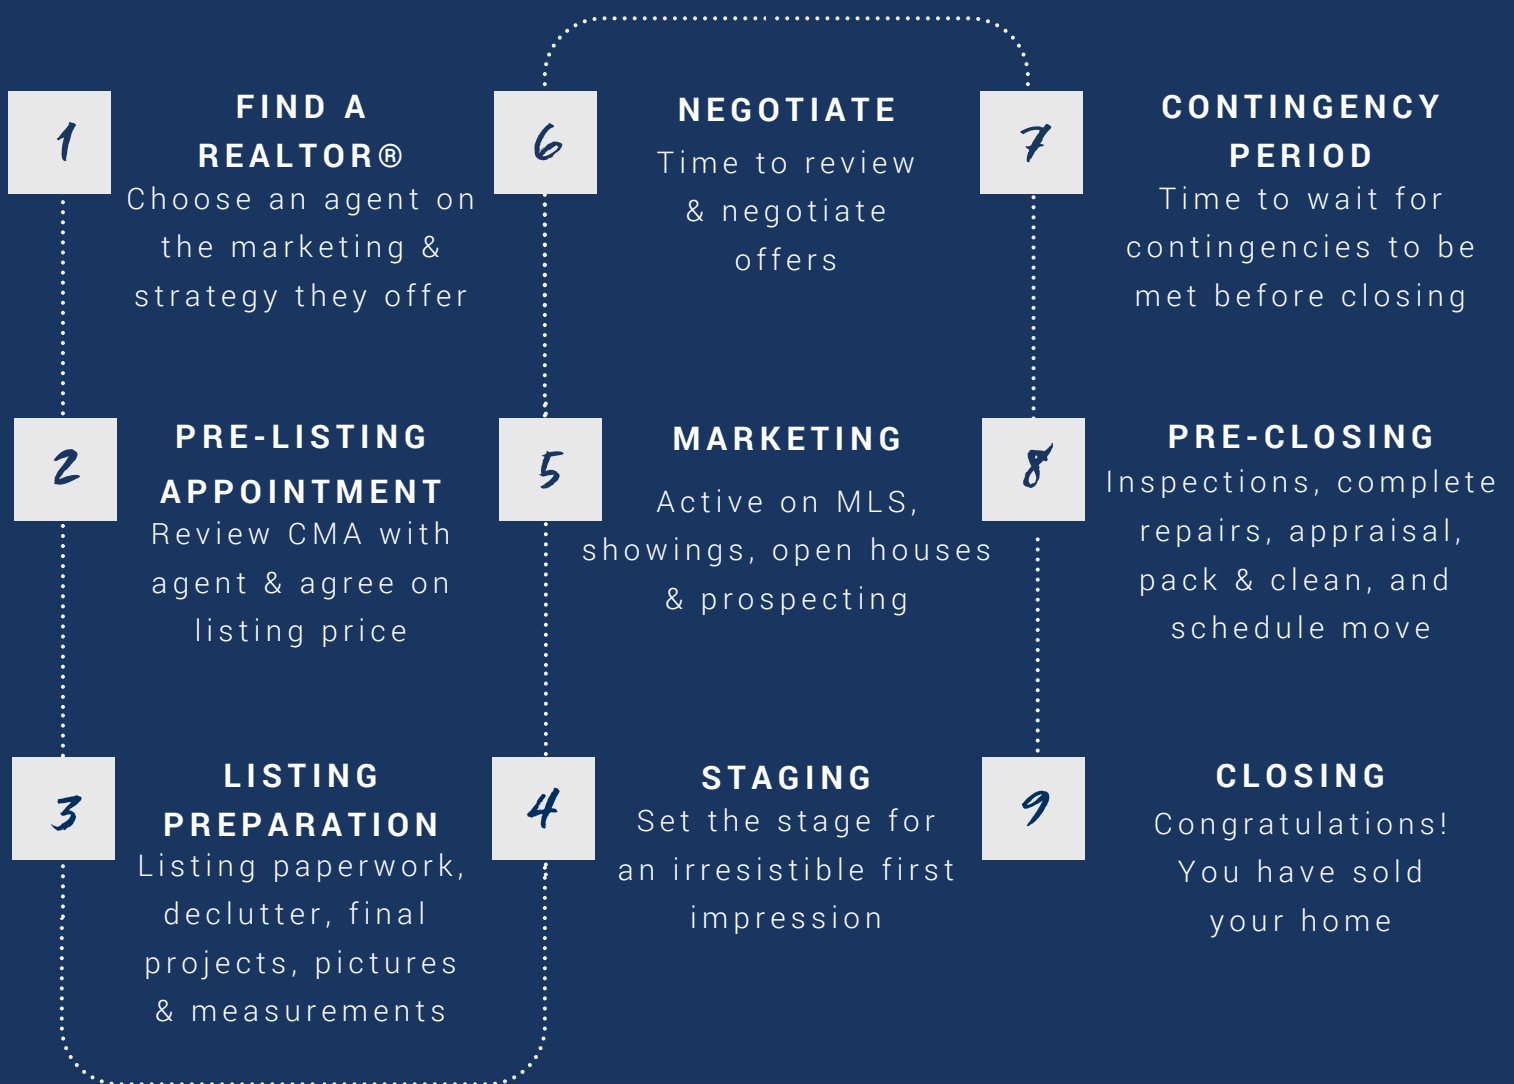 1
FIND A
REALTOR®
Choose an agent on
the marketing &
strategy they offer
2
PRE-LISTING
APPOINTMENT
Review CMA with
agent & agree on
listing price
3
LISTING
PREPARATION
Listing paperwork,
declutter, final
projects, pictures
& measurements
4
STAGING
Set the stage for
an irresistible first
impression
5
MARKETING
Active on MLS,
showings, open houses
& prospecting
6
NEGOTIATE
Time to review
& negotiate
offers
7
CONTINGENCY
PERIOD
Time to wait for
contingencies to be
met before closing
8
PRE-CLOSING
Inspections, complete
repairs, appraisal,
pack & clean, and
schedule move
9
CLOSING
Congratulations!
You have sold
your home